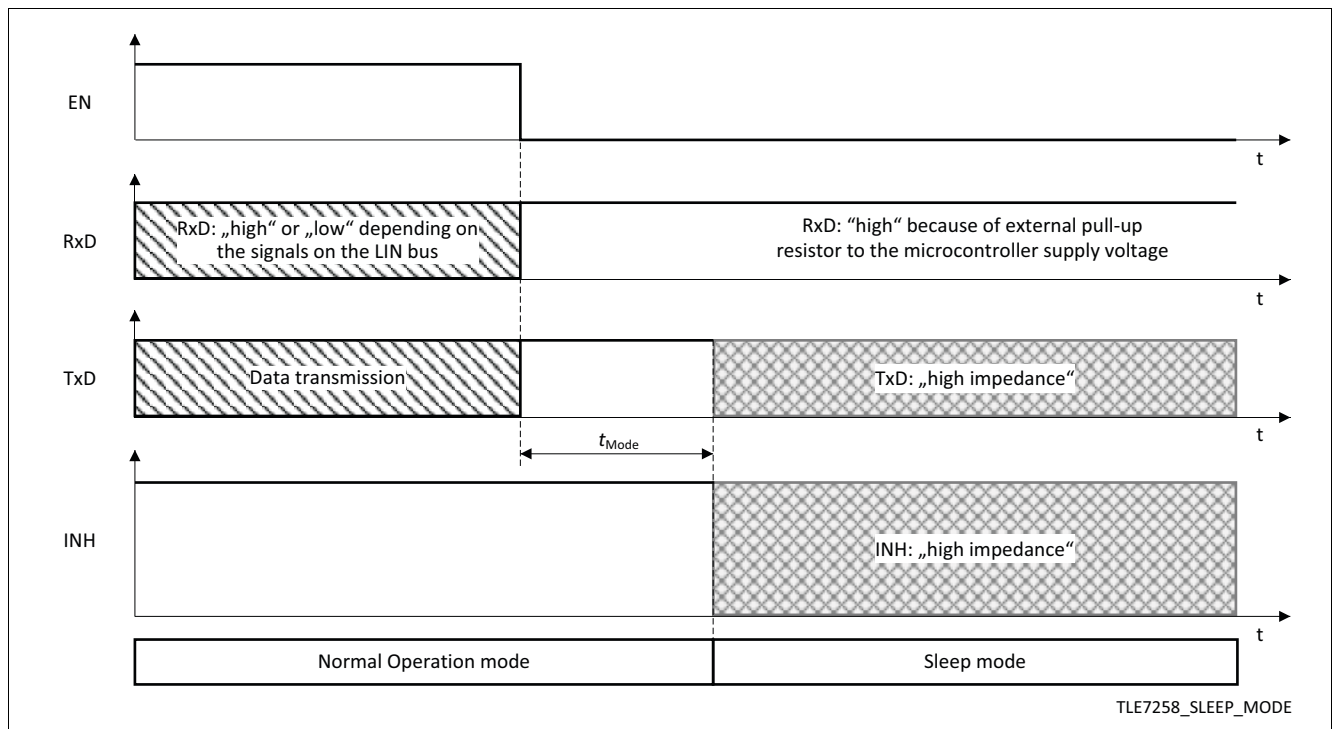 EN
t
RxD
RxD: „high“ or „low“ depending on
the signals on the LIN bus
RxD: “high“ because of external pull-up
resistor to the microcontroller supply voltage
t
TxD
Data transmission
TxD: „high impedance“
t
tMode
INH
INH: „high impedance“
t
Normal Operation mode
Sleep mode
TLE7258_SLEEP_MODE